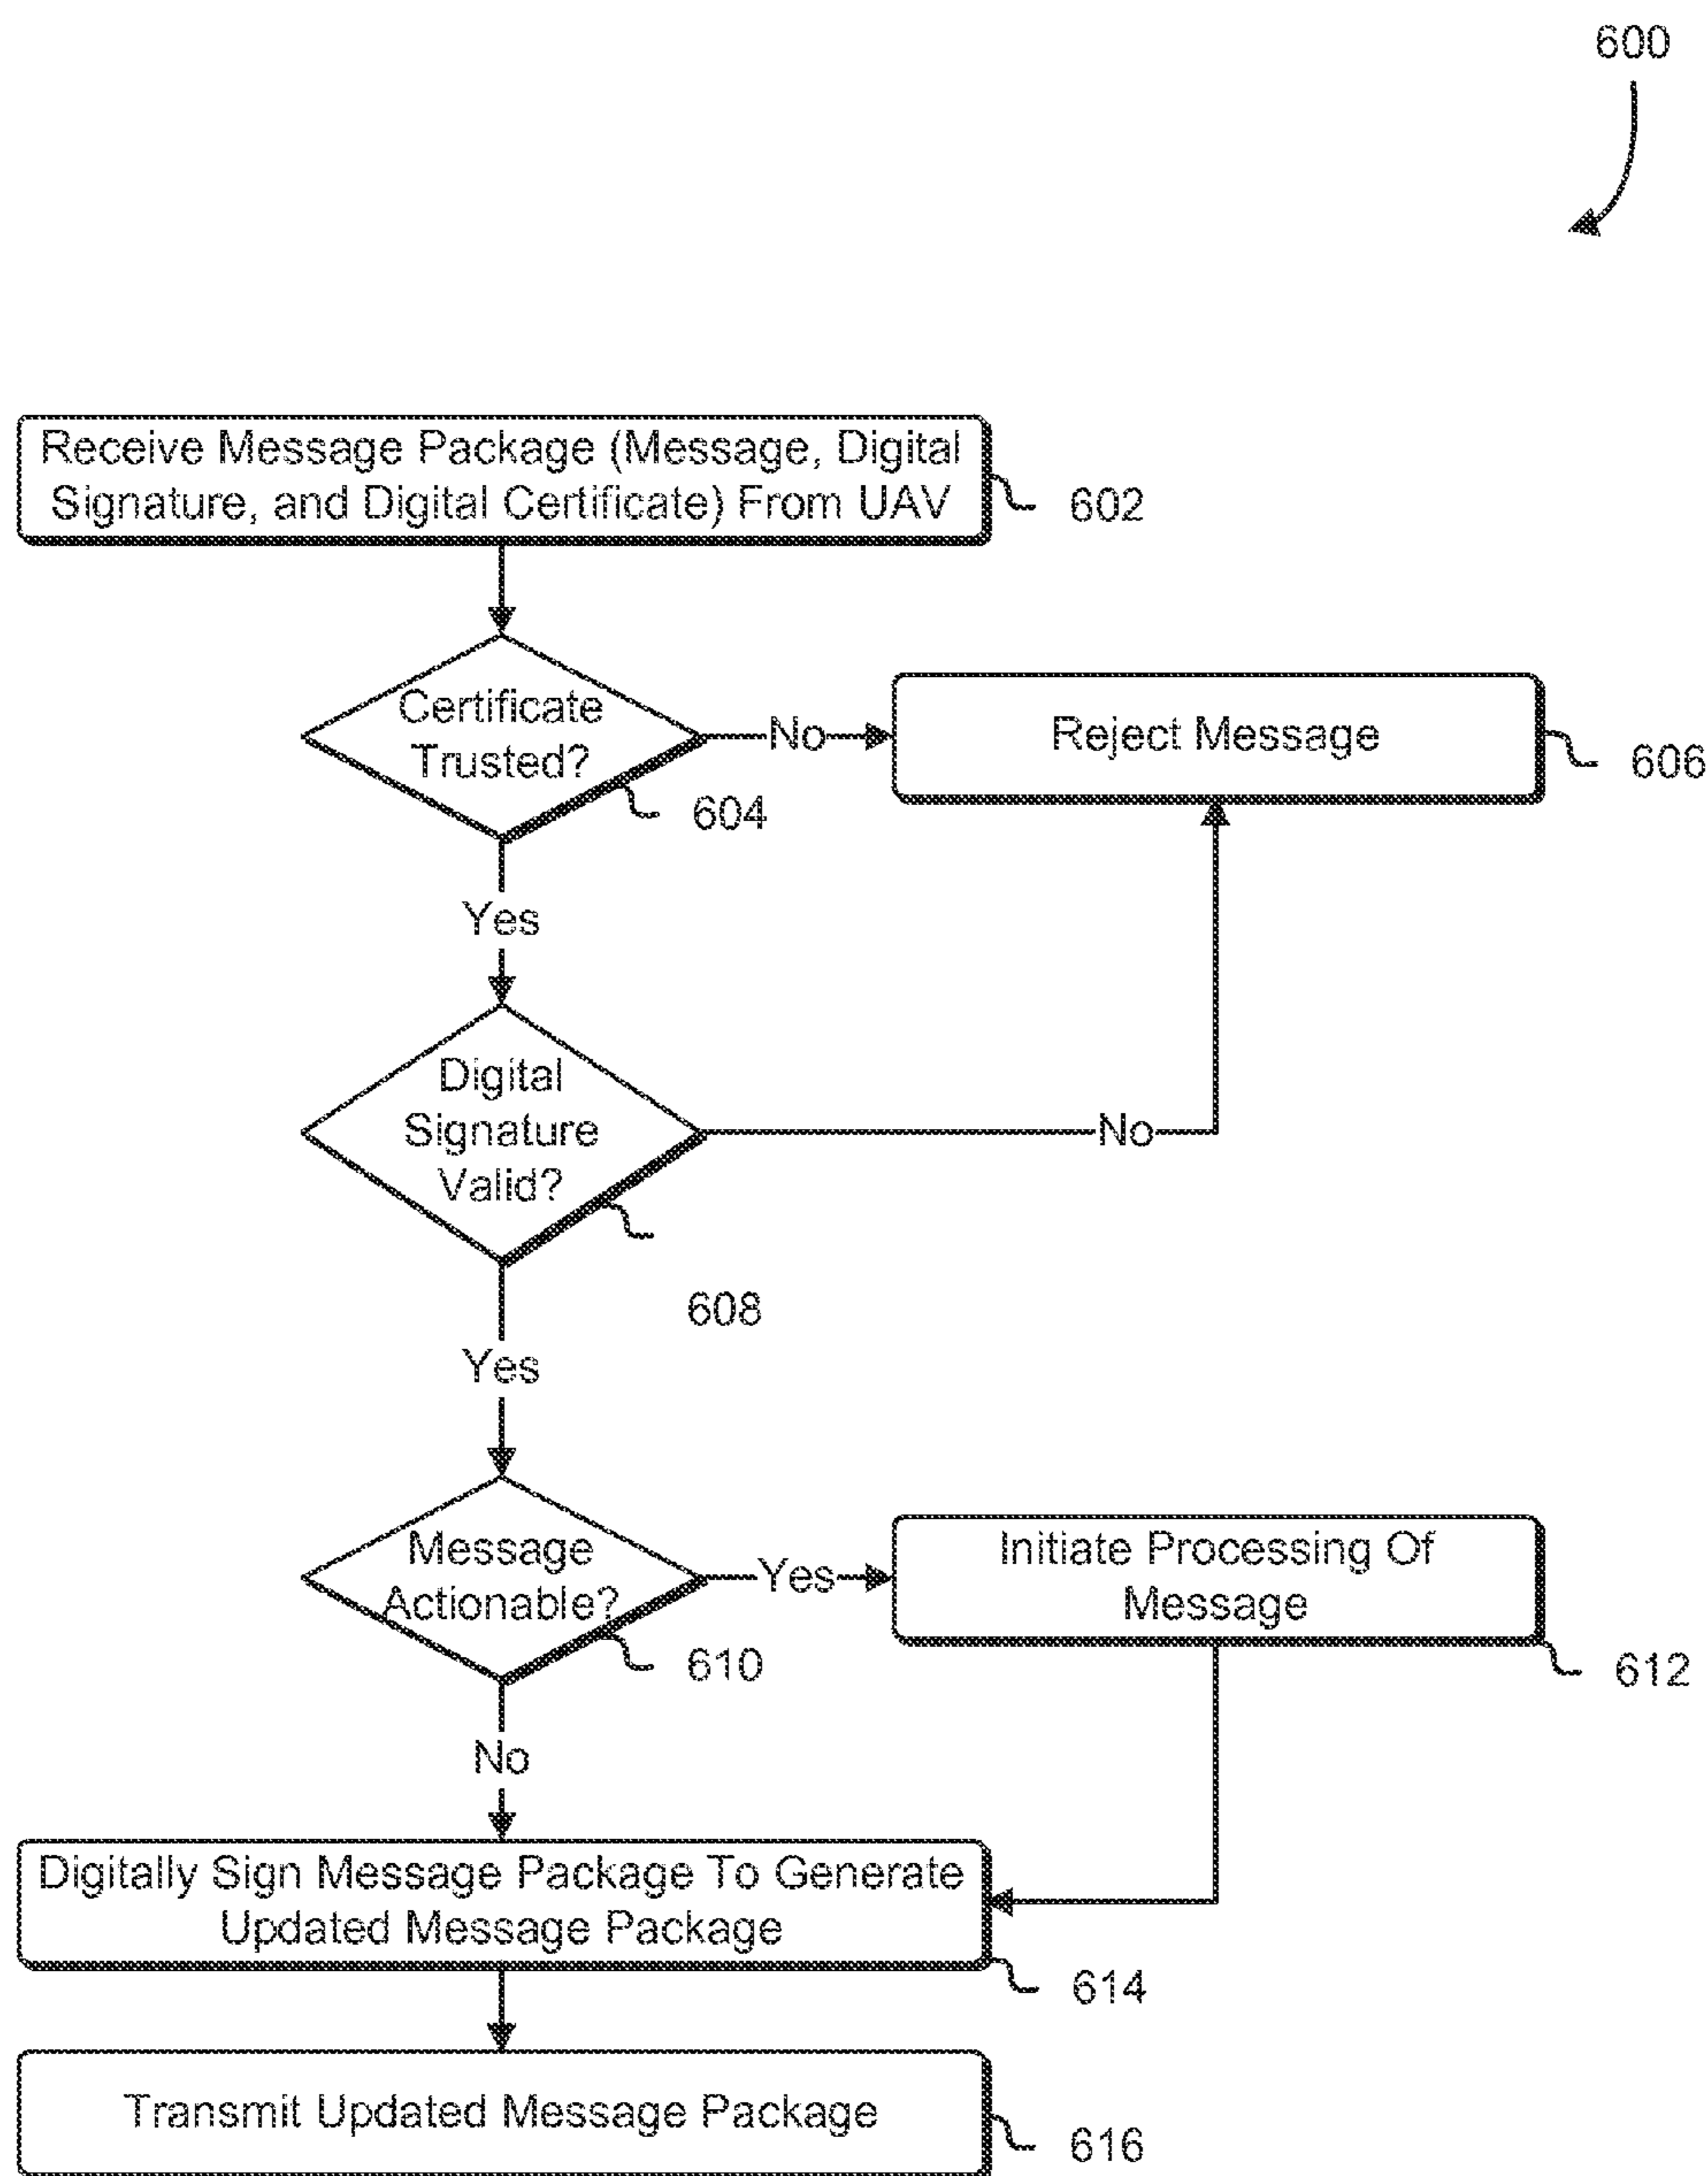 600
Receive Message Package (Message, Digital
Signature, and Digital Certificate) From UAV
602
Certificate
Trusted?
604
No
Reject Message
606
Yes
Digital
Signature
Valid?
608
No
Yes
Message
Actionable?
610
Yes
Initiate Processing Of
Message
612
No
Digitally Sign Message Package To Generate
Updated Message Package
614
Transmit Updated Message Package
616